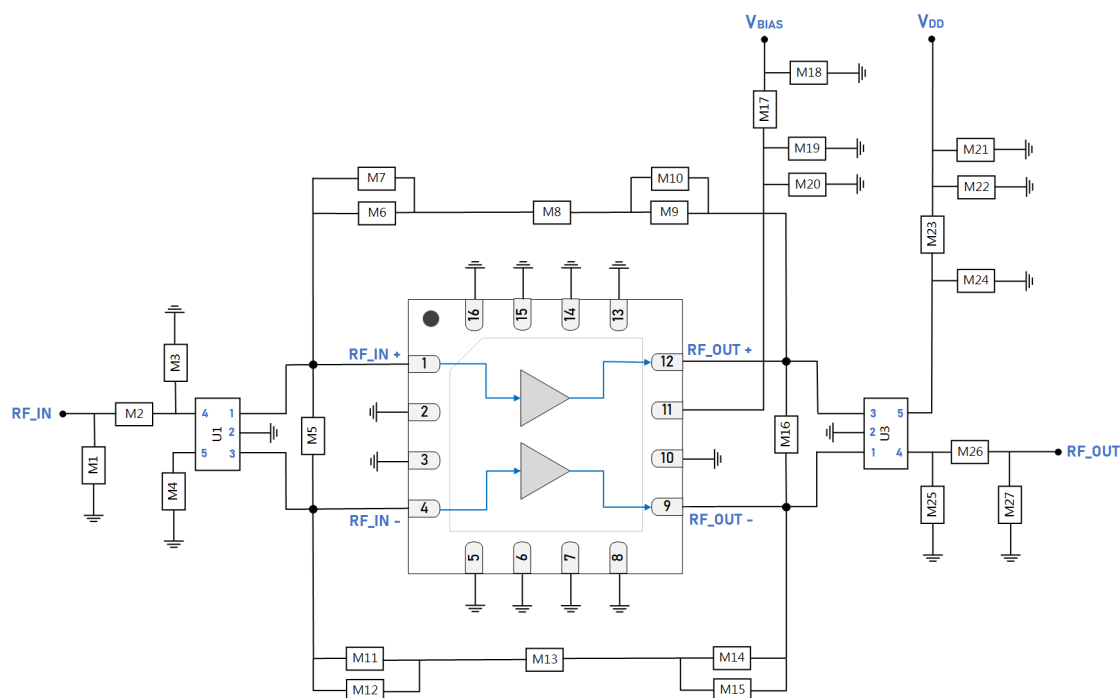 VBIAS VDD
M18
M17
M19 M21
M20 M22
M7 M10
M6 M8 M9
M23
M24
16 15 14 13
RF_IN + 1 12 RF_OUT +
M3
RF_IN M2 4 1 2 11 3 5
U1 2 M5 M16 2 U3
M1 5 3 3 10 1 4 M26 RF_OUT
M4 M25 M27
RF_IN - 4 9 RF_OUT -
5 6 7 8
M11 M13 M14
M12 M15